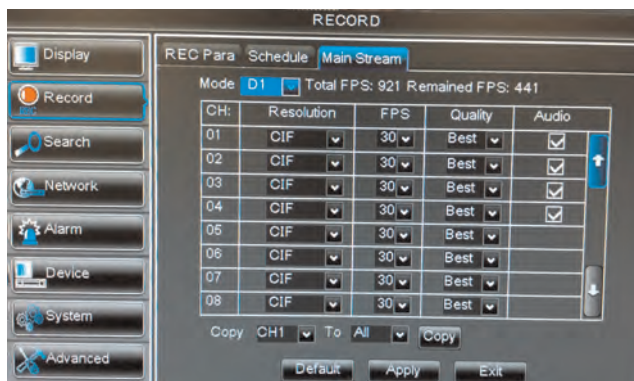 RECORD
Display
Record
REC
Search
Network
Alarm
Device
System
Advanced
REC Para Schedule Main Stream
Mode D1 Total FPS: 921 Remained FPS: 441
CH: Resolution FPS Quality Audio
01 CIF 30 Best
02 CIF 30 Best
03 CIF 30 Best
04 CIF 30 Best
05 CIF 30 Best
06 CIF 30 Best
07 CIF 30 Best
08 CIF 30 Best
Copy CH1 To All Copy
Default Apply Exit